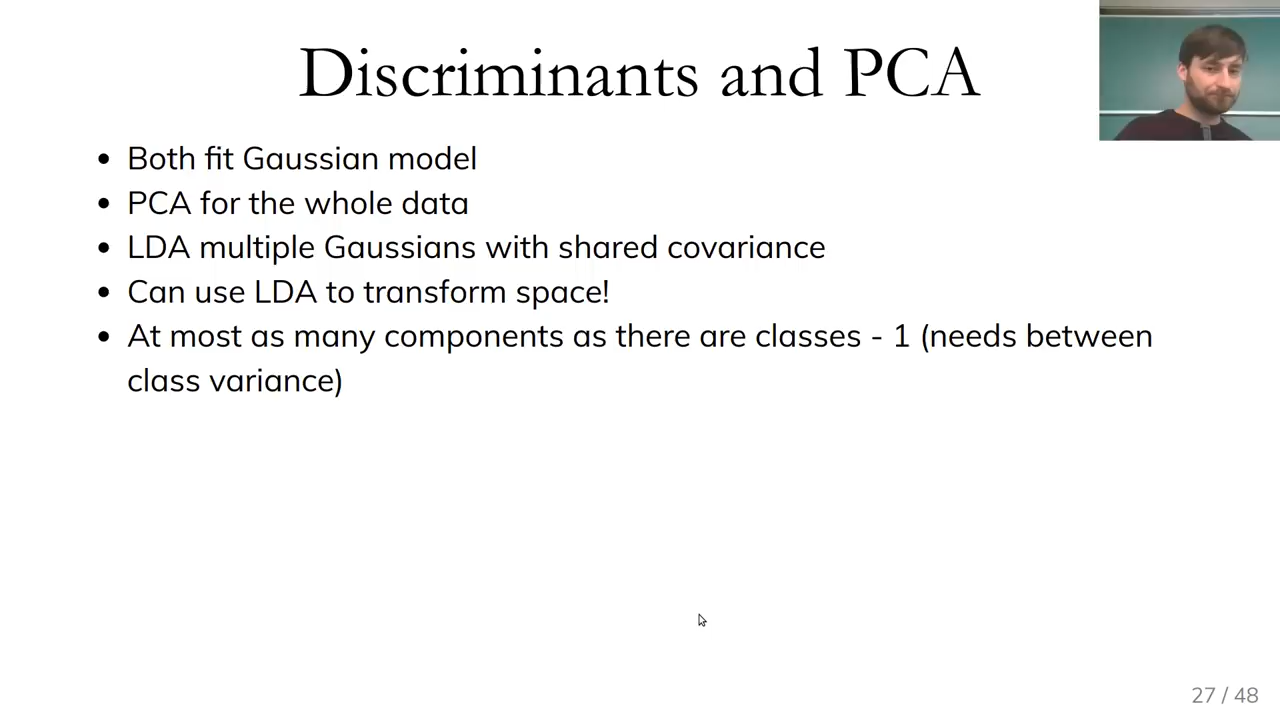 Discriminants and PCA
• Both fit Gaussian model
• PCA for the whole data
• LDA multiple Gaussians with shared covariance
• Can use LDA to transform space!
• At most as many components as there are classes - 1 (needs between
class variance)
27 / 48